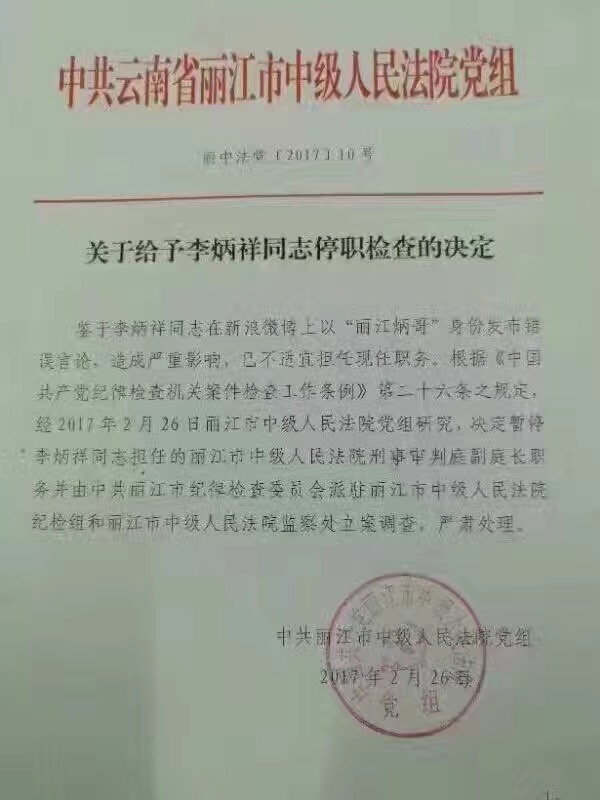 中共云南省丽江市中级人民法院党组
丽中法党〔2017〕10号
关于给予李炳祥同志停职检查的决定
鉴于李炳祥同志在新浪微博上以“丽江炳哥”身份发布错
误言论，造成严重影响，已不适宜担任现任职务。根据《中国
共产党纪律检查机关案件检查工作条例》第二十六条之规定，
经2017年2月26日丽江市中级人民法院党组研究，决定暂停
李炳祥同志担任的丽江市中级人民法院刑事审判庭副庭长职
务并由中共丽江市纪律检查委员会派驻丽江市中级人民法院
纪检组和丽江市中级人民法院监察处立案调查，严肃处理。
中共丽江市中级人民法院党组
2017年2月26日
党组